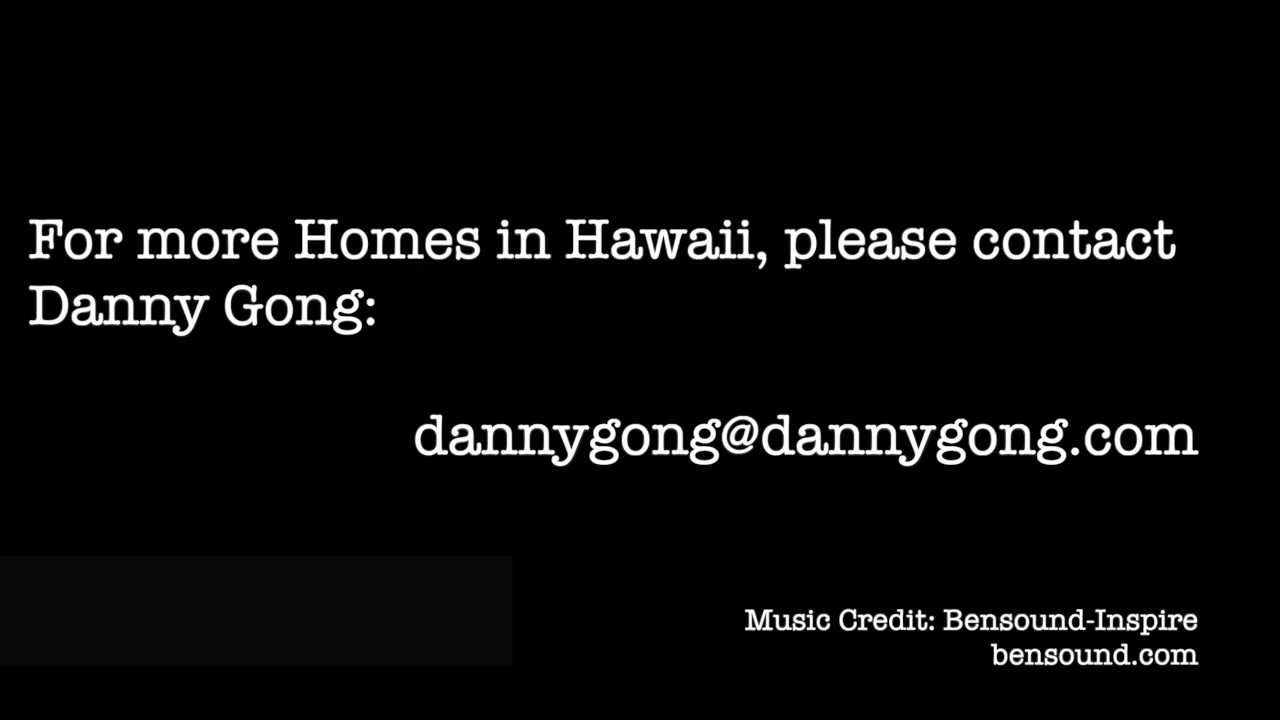 For more Homes in Hawaii, please contact
Danny Gong:
dannygong@dannygong.com
Music Credit: Bensound-Inspire
bensound.com